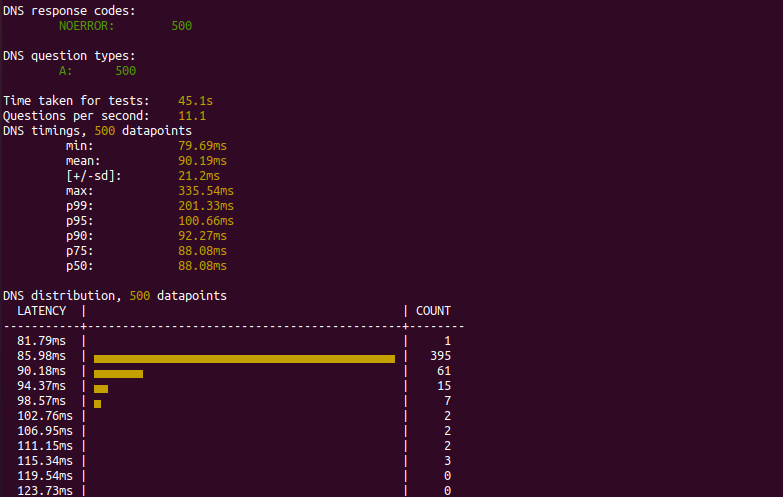 DNS response codes:
NOERROR: 500
DNS question types:
A: 500
Time taken for tests: 45.1s
Questions per second: 11.1
DNS timings, 500 datapoints
min: 79.69ms
mean: 90.19ms
[+/-sd]: 21.2ms
max: 335.54ms
p99: 201.33ms
p95: 100.66ms
p90: 92.27ms
p75: 88.08ms
p50: 88.08ms
DNS distribution, 500 datapoints
LATENCY | | COUNT
-----------+---------------------------------------------+--------
81.79ms | | 1
85.98ms | | 395
90.18ms | | 61
94.37ms | | 15
98.57ms | | 7
102.76ms | | 2
106.95ms | | 2
111.15ms | | 2
115.34ms | | 3
119.54ms | | 0
123.73ms | | 0